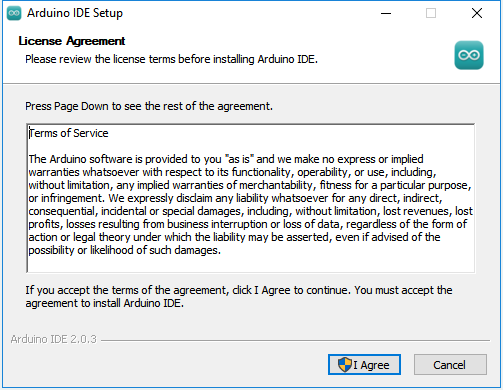 Arduino IDE Setup
License Agreement
Please review the license terms before installing Arduino IDE.
Press Page Down to see the rest of the agreement.
Terms of Service
The Arduino software is provided to you "as is" and we make no express or implied
warranties whatsoever with respect to its functionality, operability, or use, including,
without limitation, any implied warranties of merchantability, fitness for a particular purpose,
or infringement. We expressly disclaim any liability whatsoever for any direct, indirect,
consequential, incidental or special damages, including, without limitation, lost revenues, lost
profits, losses resulting from business interruption or loss of data, regardless of the form of
action or legal theory under which the liability may be asserted, even if advised of the
possibility or likelihood of such damages.
If you accept the terms of the agreement, click I Agree to continue. You must accept the
agreement to install Arduino IDE.
Arduino IDE 2.0.3
I Agree
Cancel